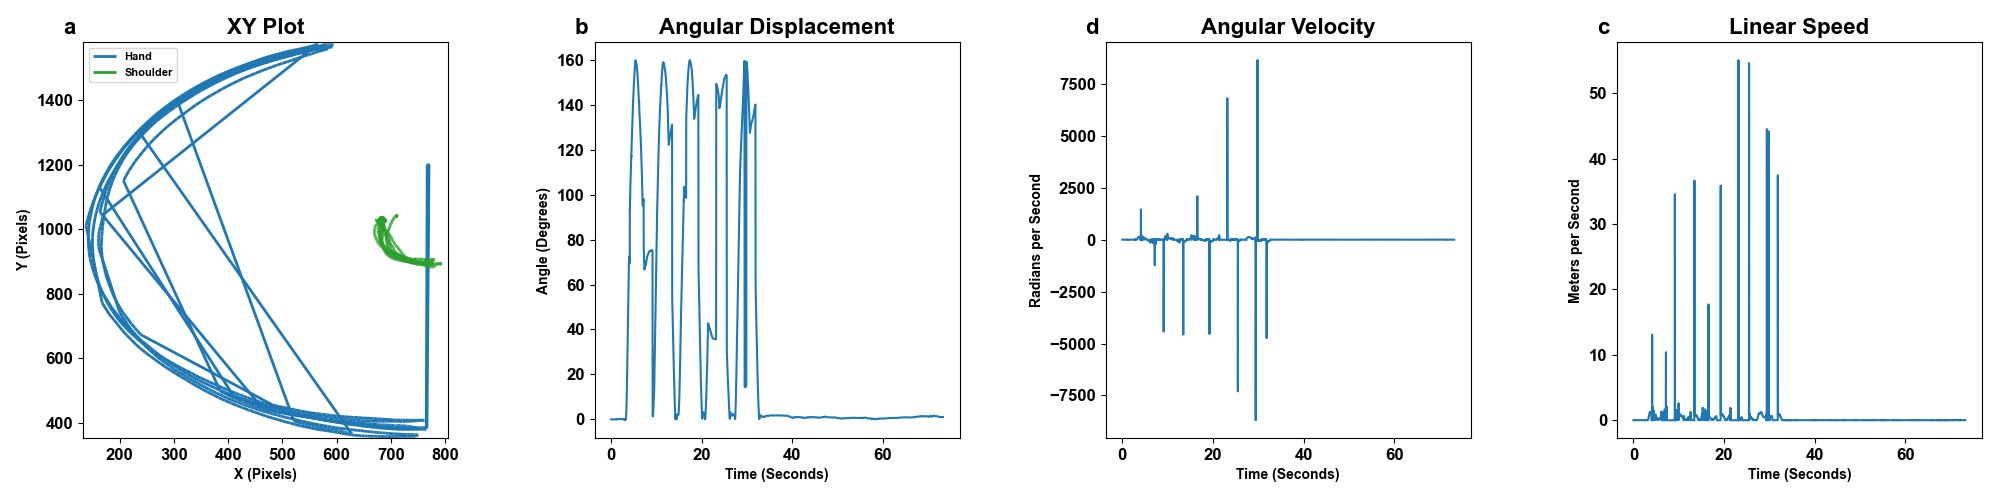 a XY Plot
Hand
Shoulder
1400
1200
1000
800
600
400
Y (Pixels)
200 300 400 500 600 700 800
X (Pixels)
b Angular Displacement
160
140
120
100
80
60
40
20
0
Angle (Degrees)
0 20 40 60
Time (Seconds)
d Angular Velocity
7500
5000
2500
0
−2500
−5000
−7500
Radians per Second
0 20 40 60
Time (Seconds)
c Linear Speed
50
40
30
20
10
0
Meters per Second
0 20 40 60
Time (Seconds)